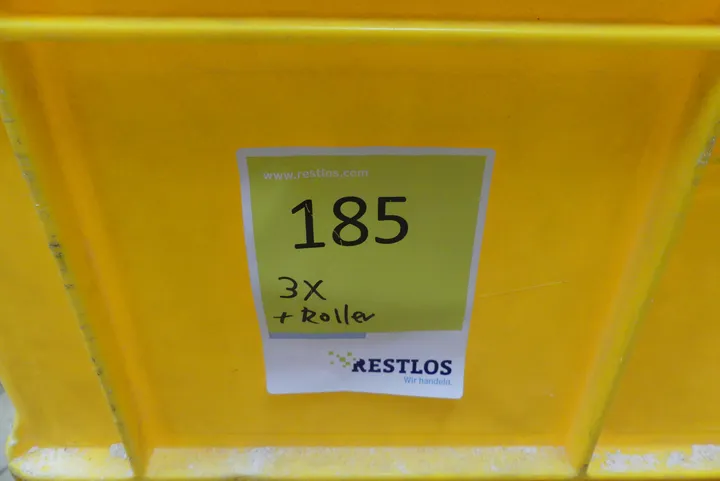 www.restlos.com
185
3X
+ Roller
RESTLOS
Wir handeln.